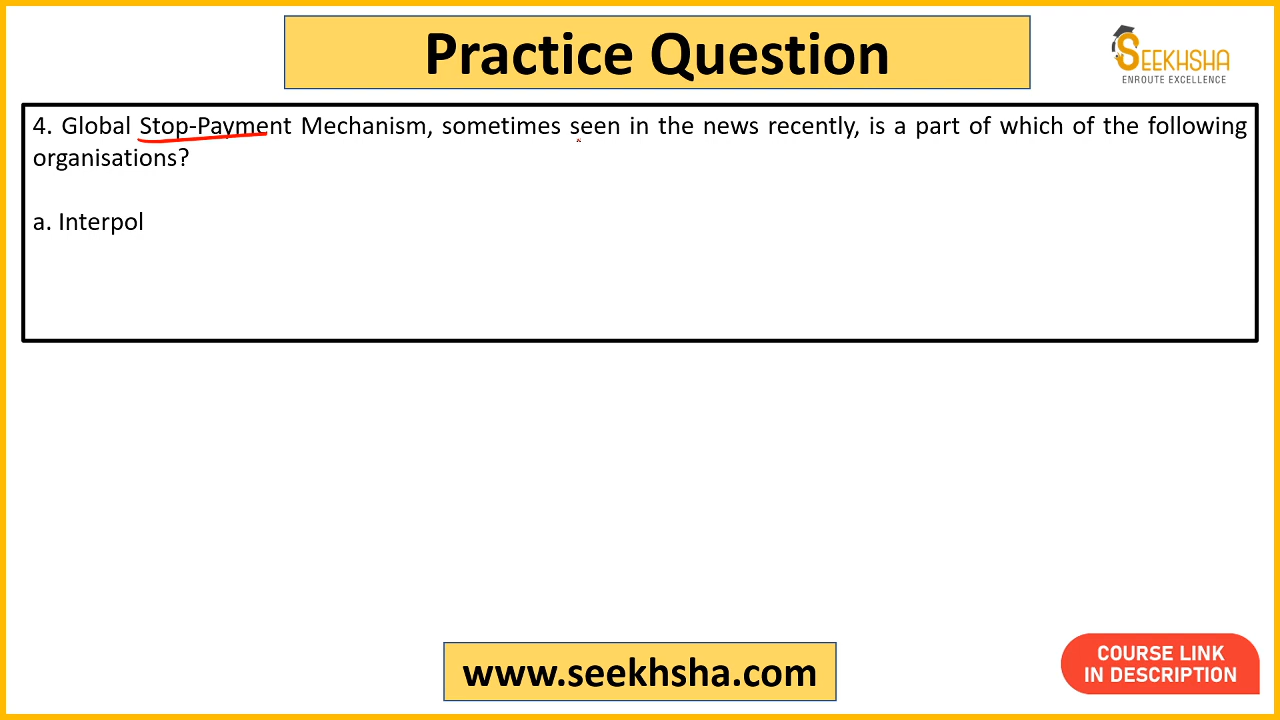 Practice Question
SEEKHSHA
ENROUTE EXCELLENCE
4. Global Stop-Payment Mechanism, sometimes seen in the news recently, is a part of which of the following
organisations?
a. Interpol
www.seekhsha.com
COURSE LINK
IN DESCRIPTION